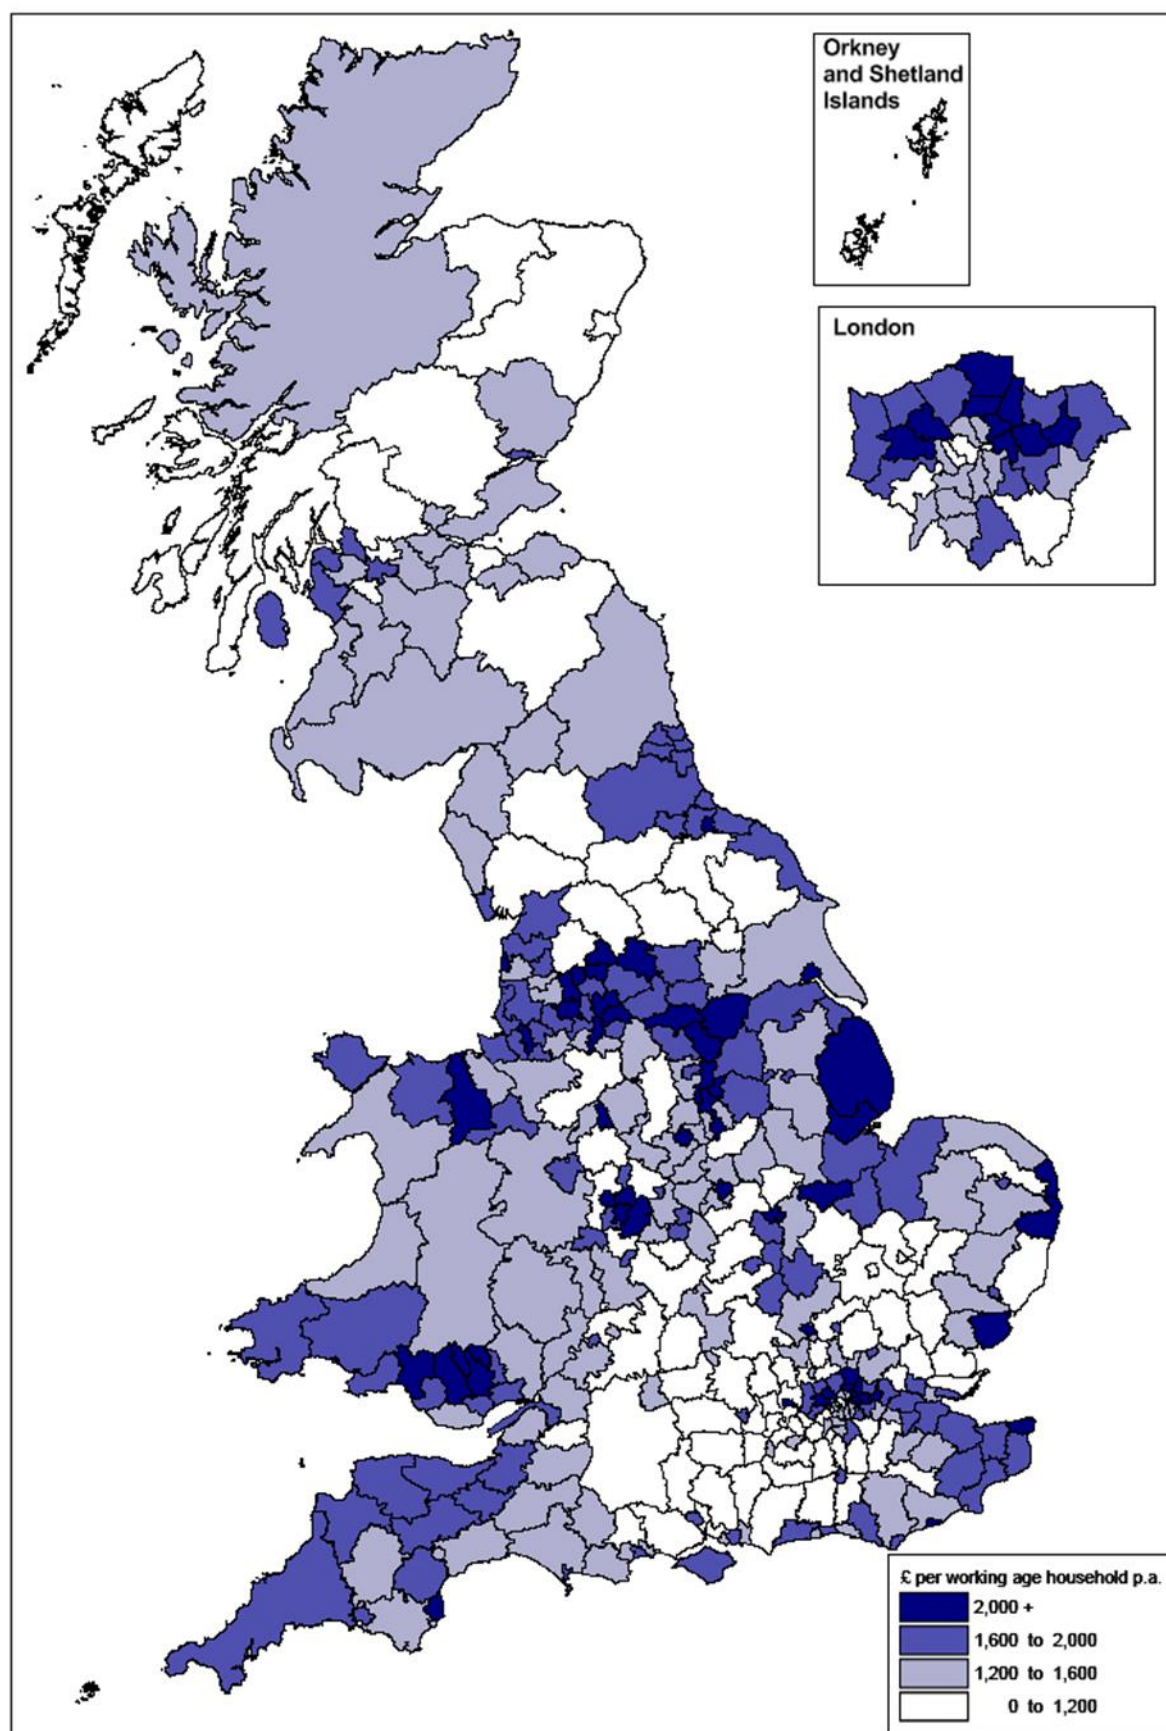 Orkney
and Shetland
Islands
London
£ per working age household p.a.
2,000 +
1,600 to 2,000
1,200 to 1,600
0 to 1,200